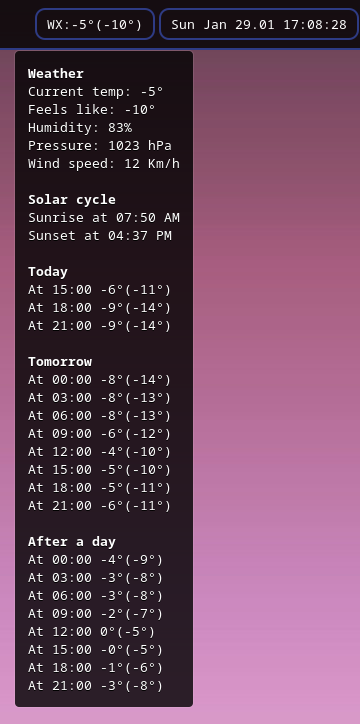 WX:-5°(-10°)
Sun Jan 29.01 17:08:28
Weather
Current temp: -5°
Feels like: -10°
Humidity: 83%
Pressure: 1023 hPa
Wind speed: 12 Km/h
Solar cycle
Sunrise at 07:50 AM
Sunset at 04:37 PM
Today
At 15:00 -6°(-11°)
At 18:00 -9°(-14°)
At 21:00 -9°(-14°)
Tomorrow
At 00:00 -8°(-14°)
At 03:00 -8°(-13°)
At 06:00 -8°(-13°)
At 09:00 -6°(-12°)
At 12:00 -4°(-10°)
At 15:00 -5°(-10°)
At 18:00 -5°(-11°)
At 21:00 -6°(-11°)
After a day
At 00:00 -4°(-9°)
At 03:00 -3°(-8°)
At 06:00 -3°(-8°)
At 09:00 -2°(-7°)
At 12:00 0°(-5°)
At 15:00 -0°(-5°)
At 18:00 -1°(-6°)
At 21:00 -3°(-8°)